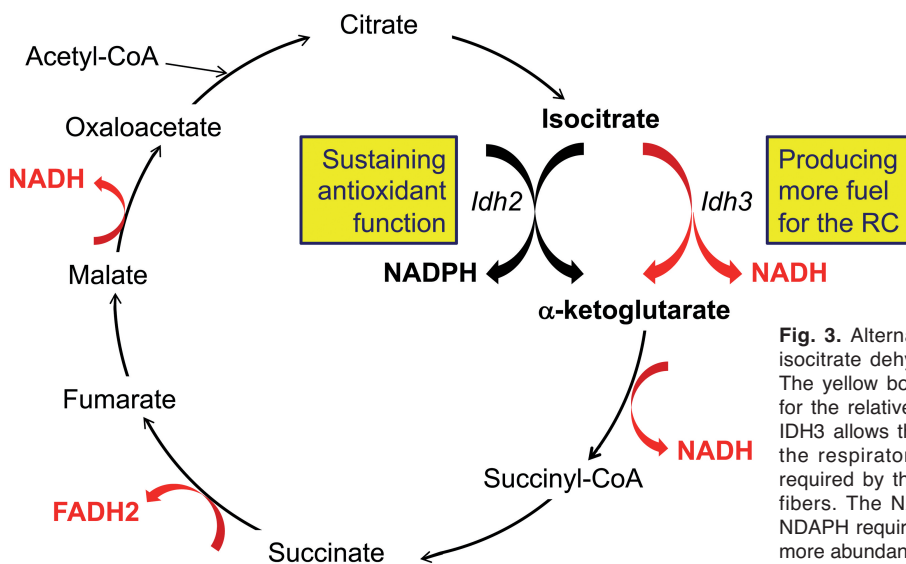 Citrate
Acetyl-CoA
Oxaloacetate
Isocitrate
Sustaining
antioxidant
function
Idh2
Idh3
Producing
more fuel
for the RC
NADH
NADPH
NADH
Malate
α-ketoglutarate
Fumarate
NADH
Succinyl-CoA
FADH2
Succinate
Fig. 3. Alterna
isocitrate dehy
The yellow bo
for the relative
IDH3 allows th
the respirator
required by th
fibers. The N
NDAPH requir
more abundan